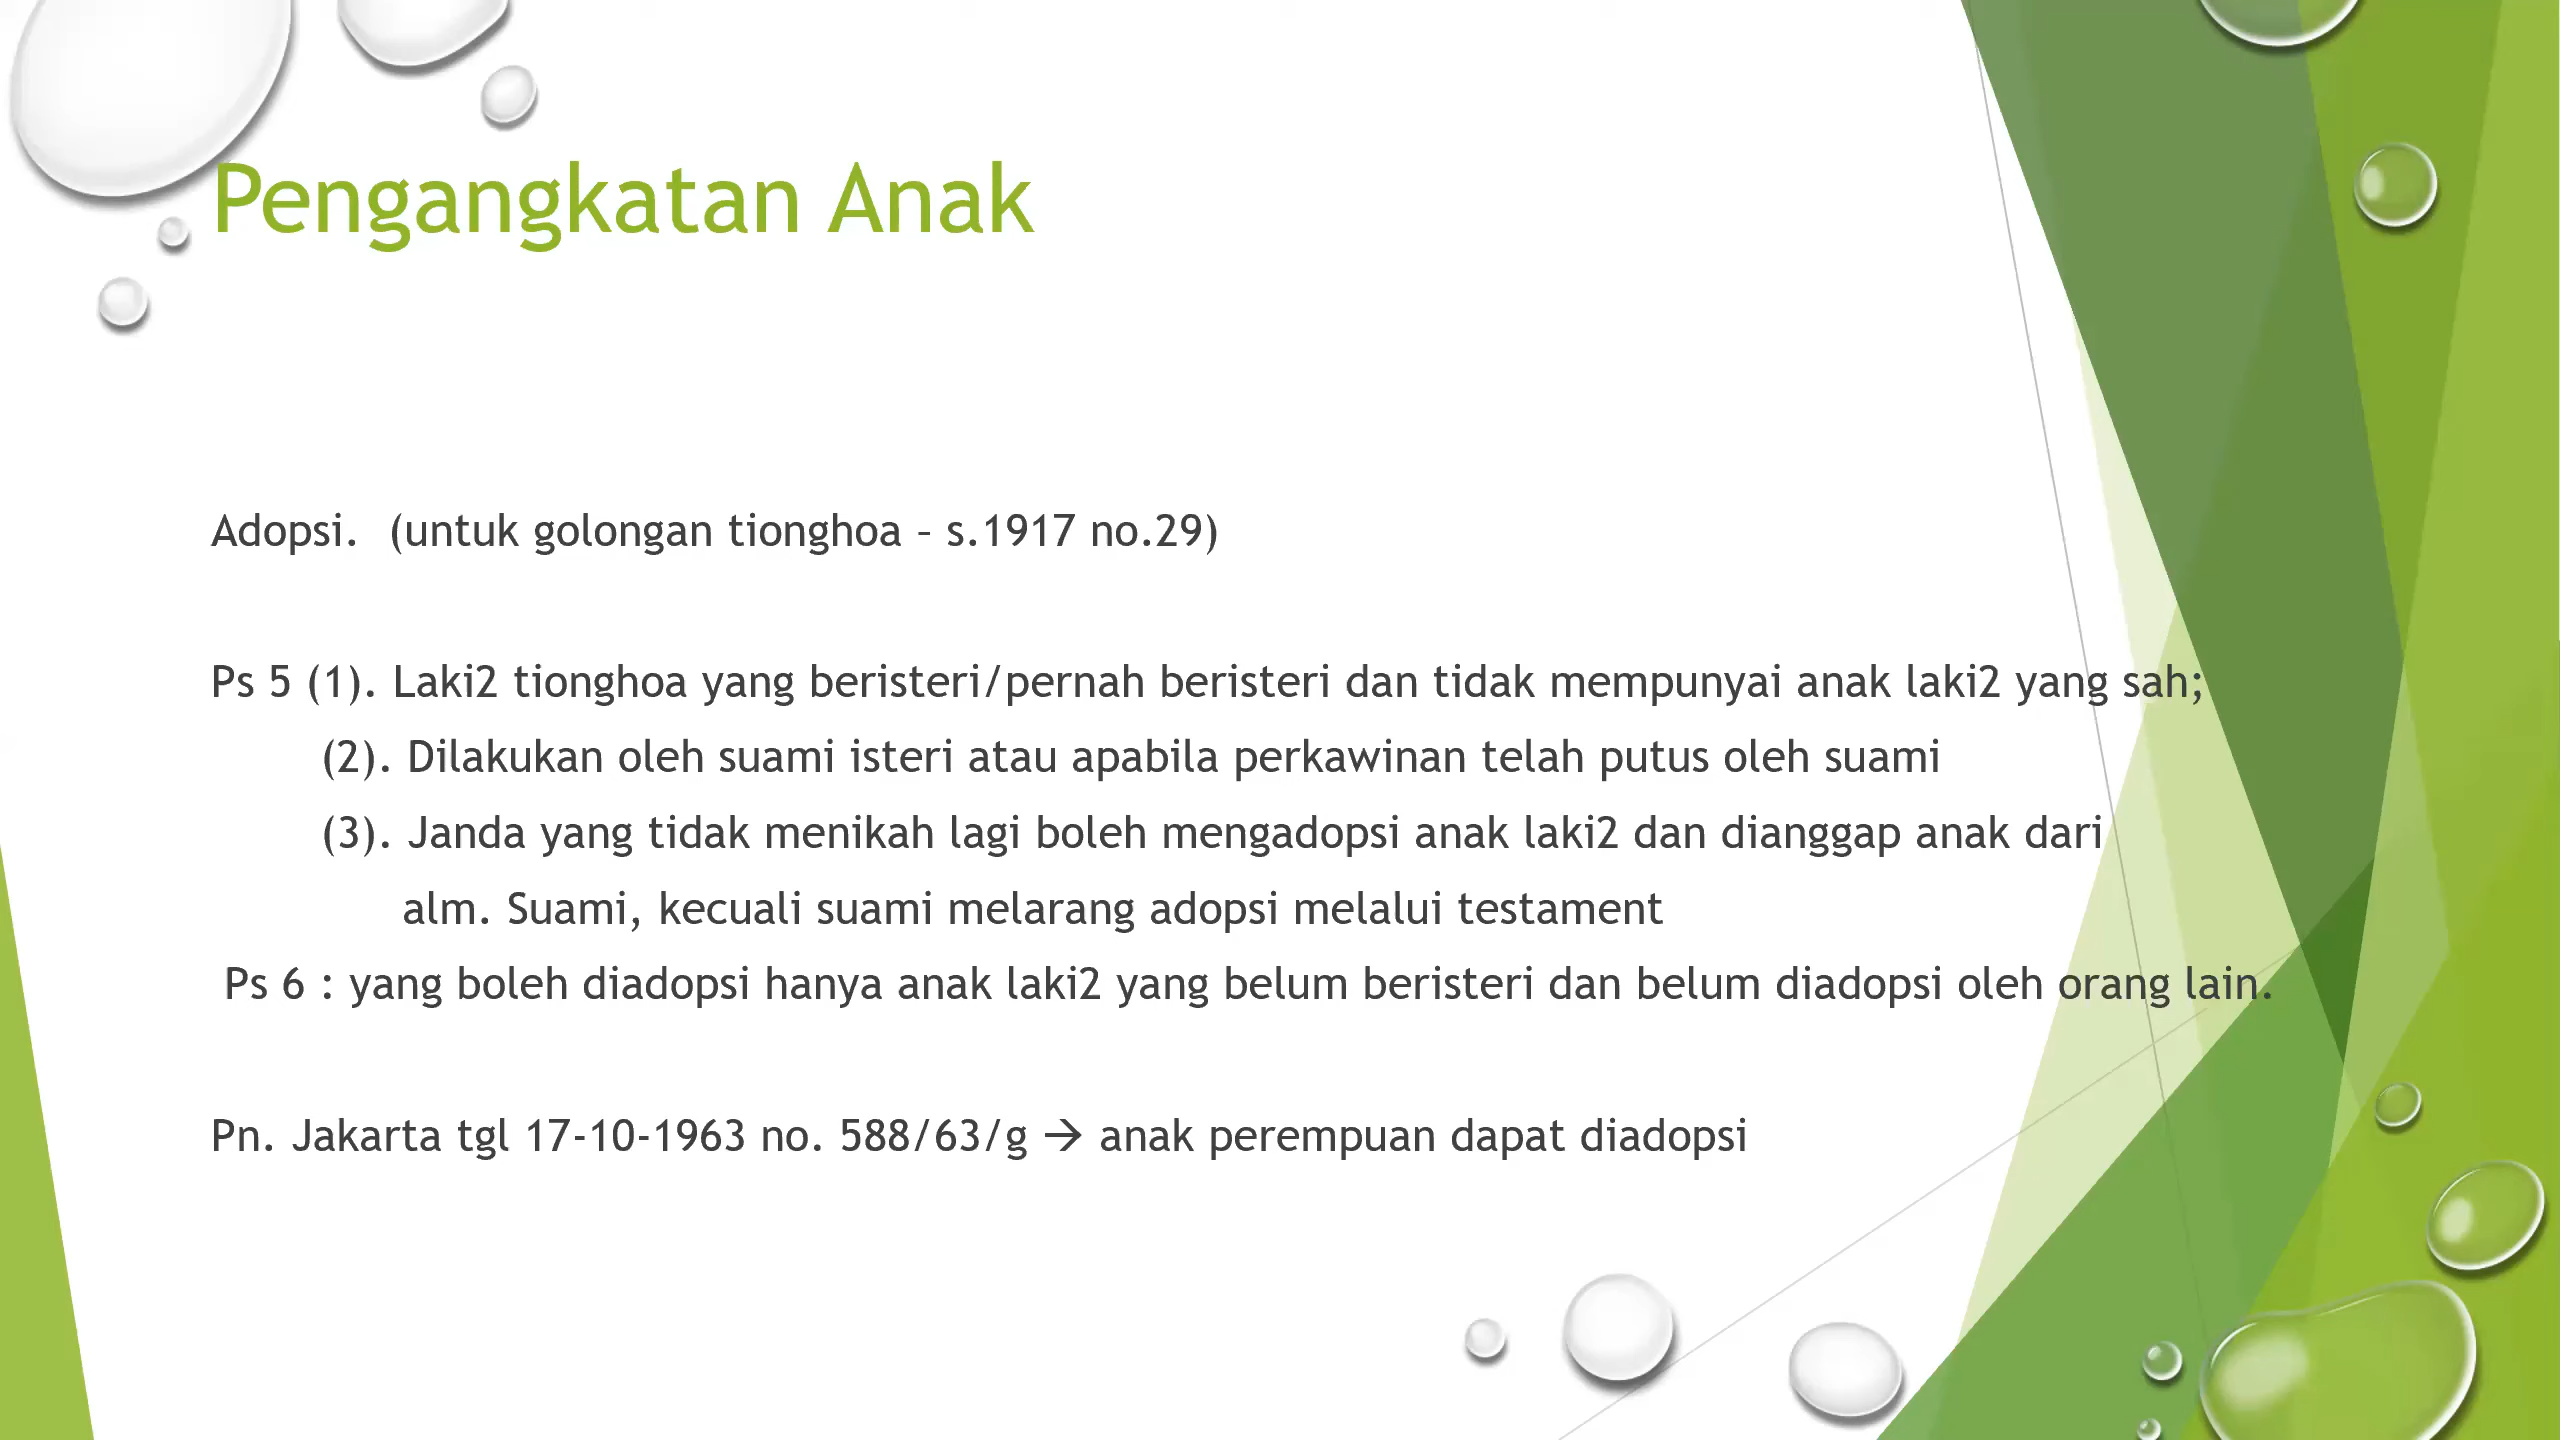 Pengangkatan Anak
Adopsi.  (untuk golongan tionghoa – s.1917 no.29)
Ps 5 (1). Laki2 tionghoa yang beristeri/pernah beristeri dan tidak mempunyai anak laki2 yang sah;
(2). Dilakukan oleh suami isteri atau apabila perkawinan telah putus oleh suami
(3). Janda yang tidak menikah lagi boleh mengadopsi anak laki2 dan dianggap anak dari
alm. Suami, kecuali suami melarang adopsi melalui testament
Ps 6 : yang boleh diadopsi hanya anak laki2 yang belum beristeri dan belum diadopsi oleh orang lain.
Pn. Jakarta tgl 17-10-1963 no. 588/63/g → anak perempuan dapat diadopsi